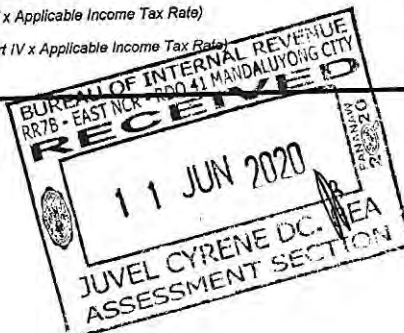 x Applicable Income Tax Rate)
rt IV x Applicable Income Tax Rate)
BUREAU OF INTERNAL REVENUE
RR7B - EAST NCR - RDO 41 MANDALUYONG CITY
RECEIVED
11 JUN 2020
JUVEL CYRENE DC.
ASSESSMENT SECTION